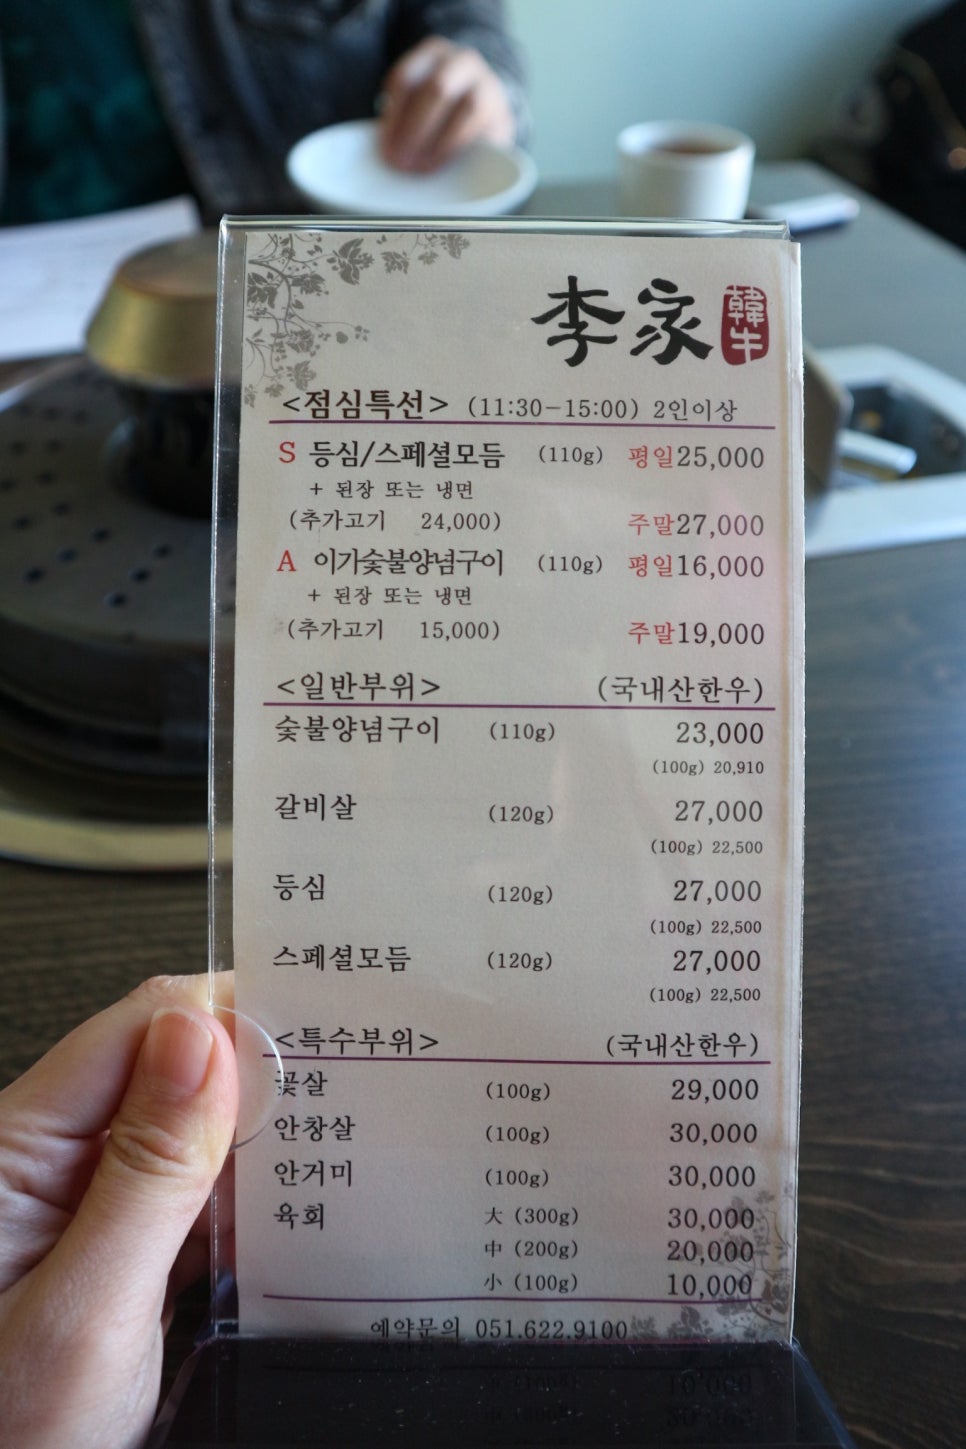 李家 韓牛
<점심특선> (11:30-15:00) 2인이상
S 등심/스페셜모듬 (110g) 평일25,000
+ 된장 또는 냉면
(추가고기 24,000) 주말27,000
A 이가숯불양념구이 (110g) 평일16,000
+ 된장 또는 냉면
(추가고기 15,000) 주말19,000
<일반부위> (국내산한우)
숯불양념구이 (110g) 23,000
(100g) 20,910
갈비살 (120g) 27,000
(100g) 22,500
등심 (120g) 27,000
(100g) 22,500
스페셜모듬 (120g) 27,000
(100g) 22,500
<특수부위> (국내산한우)
꽃살 (100g) 29,000
안창살 (100g) 30,000
안거미 (100g) 30,000
육회 大 (300g) 30,000
中 (200g) 20,000
小 (100g) 10,000
예약문의 051.622.9100